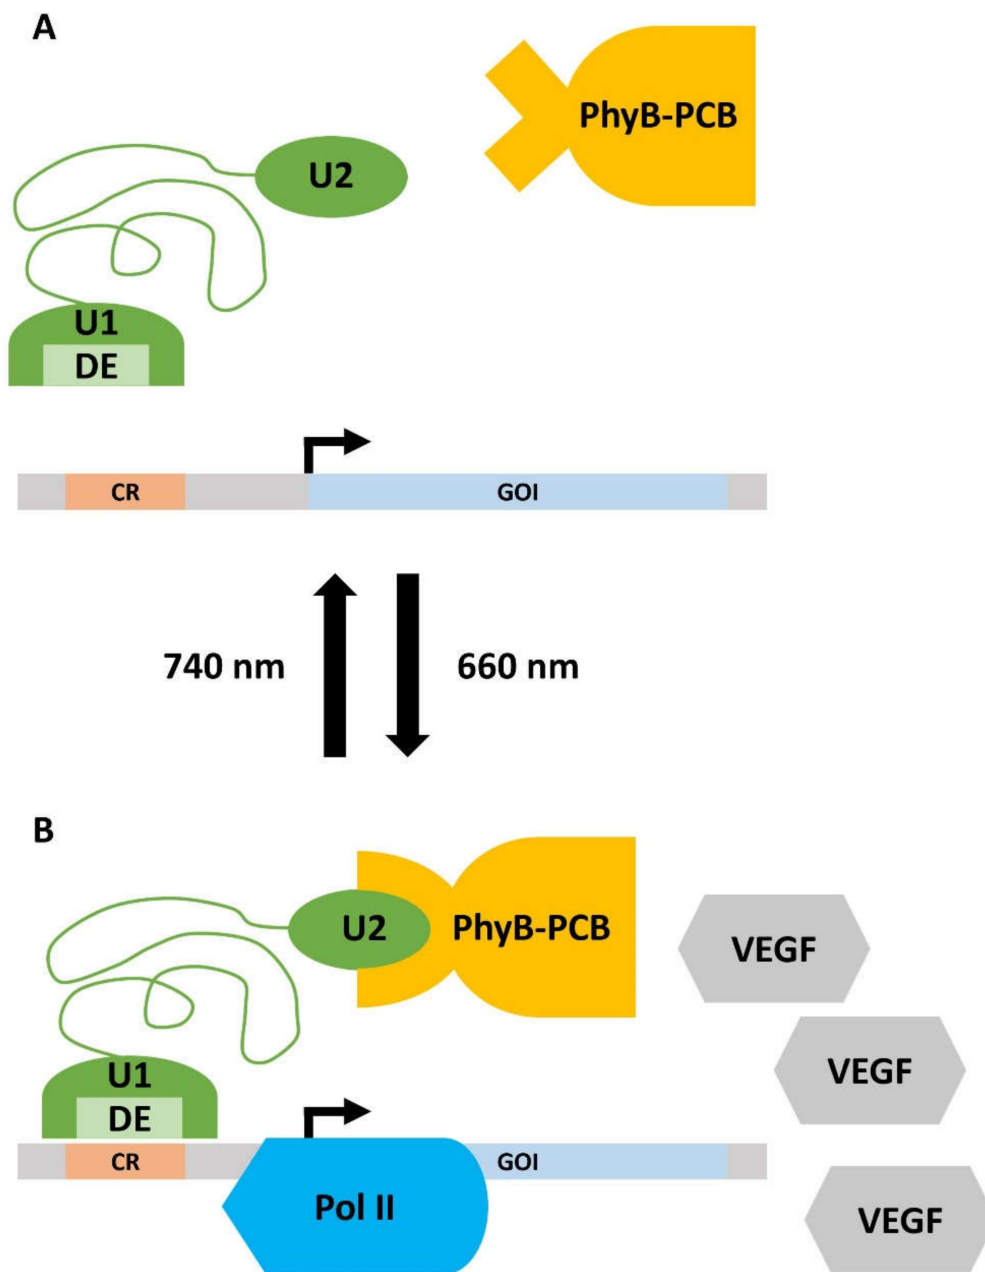 A
PhyB-PCB
U2
U1
DE
CR
GOI
740 nm
660 nm
B
U2
PhyB-PCB
VEGF
VEGF
U1
DE
CR
GOI
Pol II
VEGF